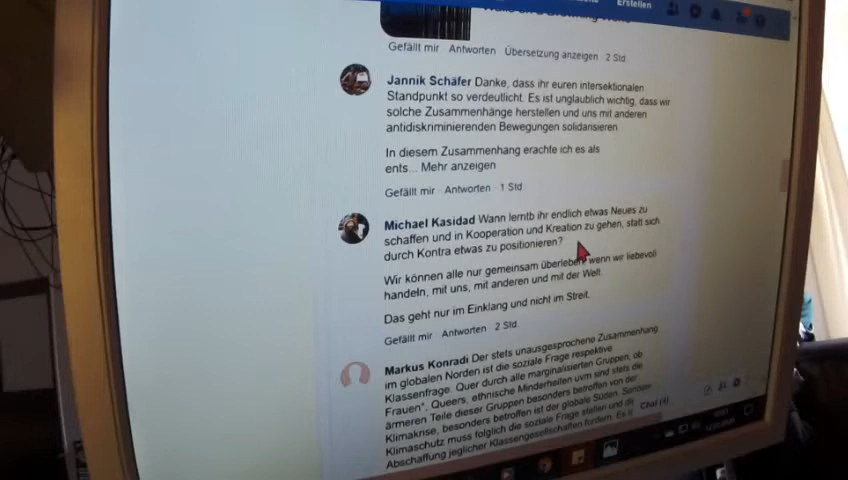 Erstellen
Gefällt mir Antworten Übersetzung anzeigen 2 Std
Jannik Schäfer Danke, dass ihr euren intersektionalen
Standpunkt so verdeutlicht. Es ist unglaublich wichtig, dass wir
solche Zusammenhänge herstellen und uns mit anderen
antidiskriminierenden Bewegungen solidarisieren.
In diesem Zusammenhang erachte ich es als
ents... Mehr anzeigen
Gefällt mir · Antworten · 1 Std
Michael Kasidad Wann lerntb ihr endlich etwas Neues zu
schaffen und in Kooperation und Kreation zu gehen, statt sich
durch Kontra etwas zu positionieren?
Wir können alle nur gemeinsam überleben wenn wir liebevoll
handeln, mit uns, mit anderen und mit der Welt.
Das geht nur im Einklang und nicht im Streit.
Gefällt mir · Antworten · 2 Std.
Markus Konradi Der stets unausgesprochene Zusammenhang
im globalen Norden ist die soziale Frage respektive
Klassenfrage. Quer durch alle marginalisierten Gruppen, ob
Frauen*, Queers, ethnische Minderheiten uvm sind stets die
ärmeren Teile dieser Gruppen besonders betroffen von der
Klimakrise, besonders betroffen ist der globale Süden. Seriöser
Klimaschutz muss folglich die soziale Frage stellen und die
Abschaffung jeglicher Klassengesellschaften fordern. Es
Chat